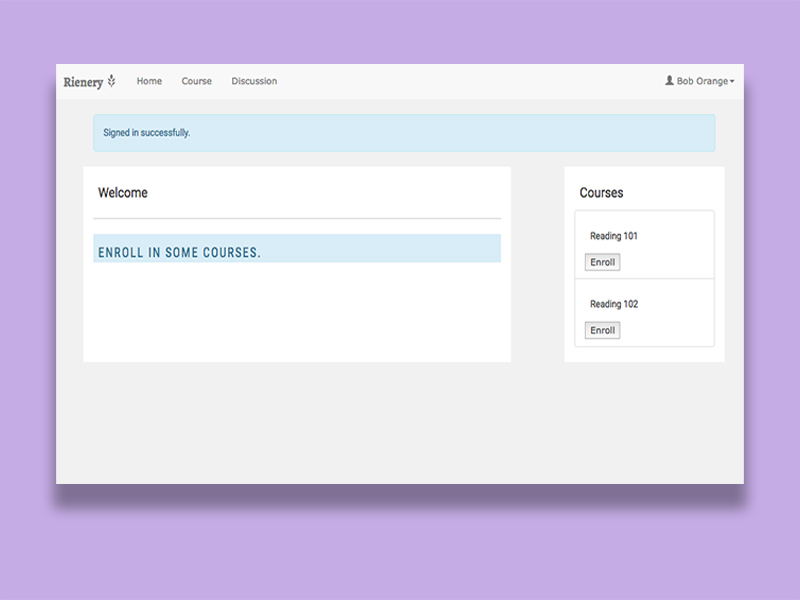 Rienery Home Course Discussion Bob Orange
Signed in successfully.
Welcome
ENROLL IN SOME COURSES.
Courses
Reading 101
Enroll
Reading 102
Enroll